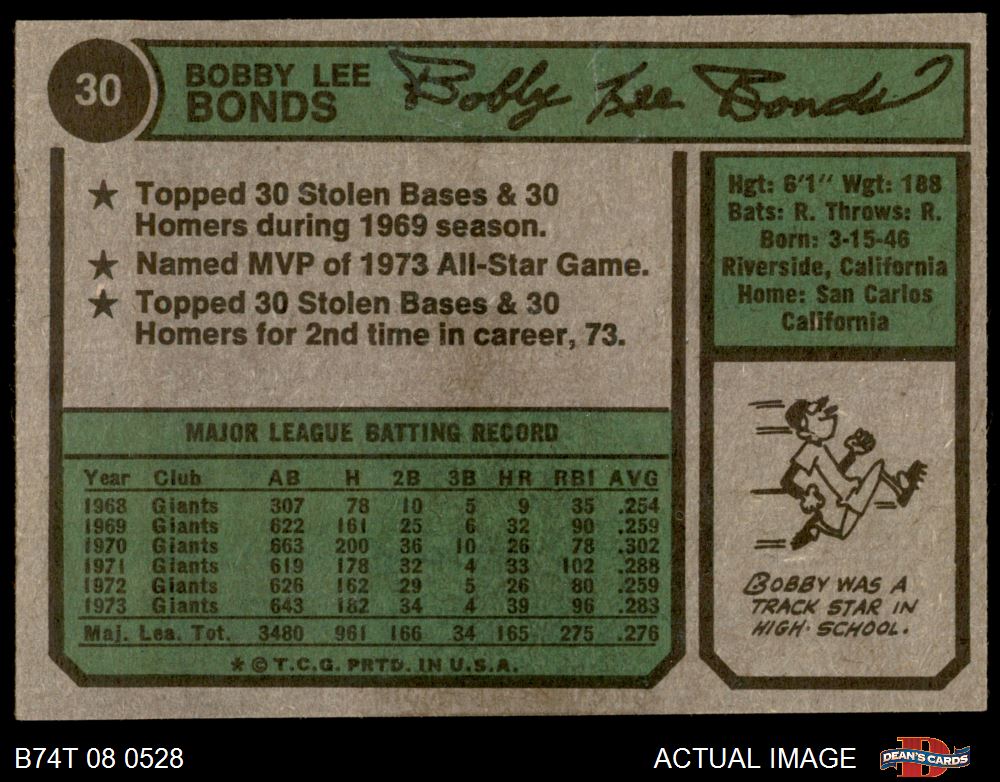 30
BOBBY LEE
BONDS
Bobby Lee Bonds
★ Topped 30 Stolen Bases & 30
Homers during 1969 season.
★ Named MVP of 1973 All-Star Game.
★ Topped 30 Stolen Bases & 30
Homers for 2nd time in career, 73.
Hgt: 6'1" Wgt: 188
Bats: R. Throws: R.
Born: 3-15-46
Riverside, California
Home: San Carlos
California
MAJOR LEAGUE BATTING RECORD
Year Club AB H 2B 3B HR RBI AVG
1968 Giants 307 78 10 5 9 35 .254
1969 Giants 622 161 25 6 32 90 .259
1970 Giants 663 200 36 10 26 78 .302
1971 Giants 619 178 32 4 33 102 .288
1972 Giants 626 162 29 5 26 80 .259
1973 Giants 643 182 34 4 39 96 .283
Maj. Lea. Tot. 3480 961 166 34 165 275 .276
★ © T.C.G. PRTD. IN U.S.A.
BOBBY WAS A
TRACK STAR IN
HIGH SCHOOL.
B74T 08 0528
ACTUAL IMAGE
D
DEAN'S CARDS